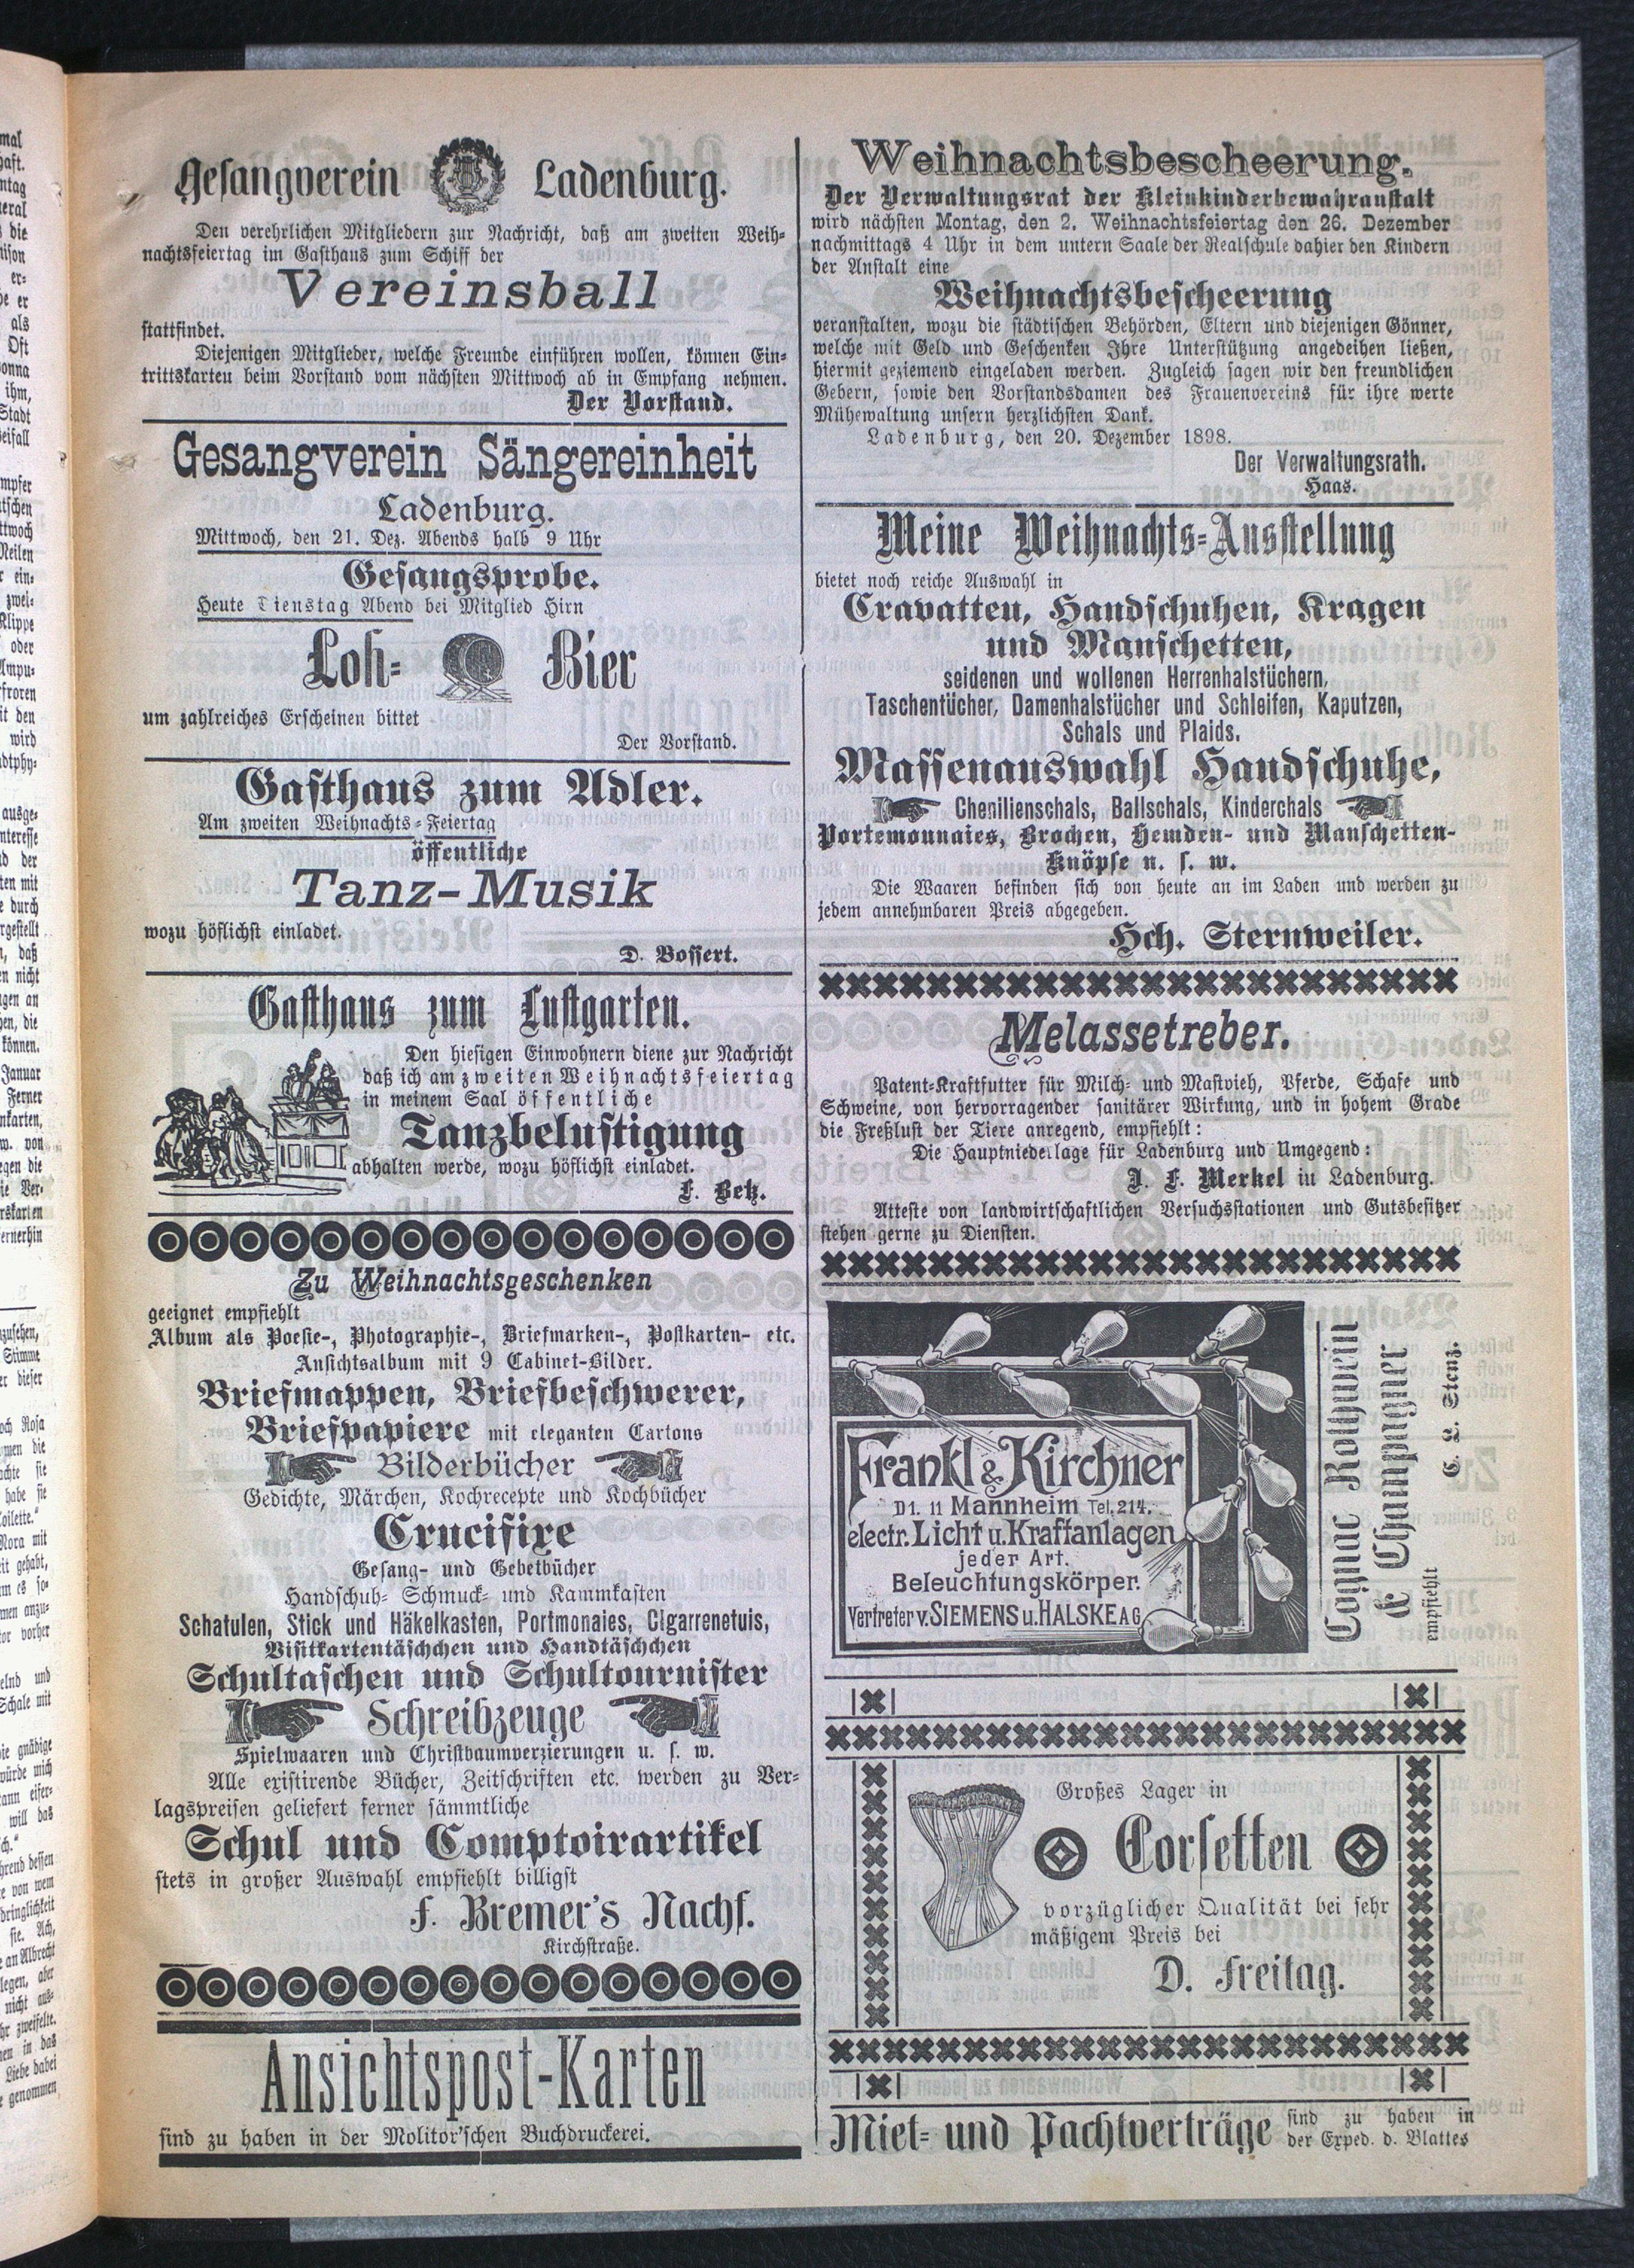 Gesangverein Ladenburg.
Den verehrlichen Mitgliedern zur Nachricht, daß am zweiten Weih-
nachtsfeiertag im Gasthaus zum Schiff der
Vereinsball
stattfindet.
Diejenigen Mitglieder, welche Freunde einführen wollen, können Ein-
trittskarten beim Vorstand vom nächsten Mittwoch ab in Empfang nehmen.
Der Vorstand.
Gesangverein Sängereinheit
Ladenburg.
Mittwoch, den 21. Dez. Abends halb 9 Uhr
Gesangsprobe.
Heute Dienstag Abend bei Mitglied Hirn
Loh- Bier
um zahlreiches Erscheinen bittet
Der Vorstand.
Gasthaus zum Adler.
Am zweiten Weihnachts-Feiertag
öffentliche
Tanz-Musik
wozu höflichst einladet.
D. Bossert.
Gasthaus zum Lustgarten.
Den hiesigen Einwohnern diene zur Nachricht
daß ich am zweiten Weihnachtsfeiertag
in meinem Saal öffentliche
Tanzbelustigung
abhalten werde, wozu höflichst einladet.
F. Betz.
Zu Weihnachtsgeschenken
geeignet empfiehlt
Album als Poesie-, Photographie-, Briefmarken-, Postkarten- etc.
Ansichtsalbum mit 9 Cabinet-Bilder.
Briefmappen, Briefbeschwerer,
Briefpapiere mit eleganten Cartons
Bilderbücher
Gedichte, Märchen, Kochrecepte und Kochbücher
Crucifixe
Gesang- und Gebetbücher
Handschuh- Schmuck- und Kammkasten
Schatulen, Stick und Häkelkasten, Portmonaies, Cigarrenetuis,
Visitkartentäschchen und Handtäschchen
Schultaschen und Schultournister
Schreibzeuge
Spielwaaren und Christbaumverzierungen u. s. w.
Alle existirende Bücher, Zeitschriften etc. werden zu Ver-
lagspreisen geliefert ferner sämmtliche
Schul und Comptoirartikel
stets in großer Auswahl empfiehlt billigst
F. Bremer's Nachf.
Kirchstraße.
Ansichtspost-Karten
sind zu haben in der Molitor'schen Buchdruckerei.
Weihnachtsbescheerung.
Der Verwaltungsrat der Kleinkinderbewahranstalt
wird nächsten Montag, den 2. Weihnachtsfeiertag den 26. Dezember
nachmittags 4 Uhr in dem untern Saale der Realschule dahier den Kindern
der Anstalt eine
Weihnachtsbescheerung
veranstalten, wozu die städtischen Behörden, Eltern und diejenigen Gönner,
welche mit Geld und Geschenken Ihre Unterstützung angedeihen ließen,
hiermit geziemend eingeladen werden. Zugleich sagen wir den freundlichen
Gebern, sowie den Vorstandsdamen des Frauenvereins für ihre werte
Mühewaltung unsern herzlichsten Dank.
Ladenburg, den 20. Dezember 1898.
Der Verwaltungsrath.
Haas.
Meine Weihnachts-Ausstellung
bietet noch reiche Auswahl in
Cravatten, Handschuhen, Kragen
und Manschetten,
seidenen und wollenen Herrenhalstüchern,
Taschentücher, Damenhalstücher und Schleifen, Kaputzen,
Schals und Plaids.
Massenauswahl Handschuhe,
Chenillenschals, Ballschals, Kinderchals
Portemonnaies, Brochen, Hemden- und Manschetten-
Knöpfe u. s. w.
Die Waaren befinden sich von heute an im Laden und werden zu
jedem annehmbaren Preis abgegeben.
Hch. Sternweiler.
Melassetreber.
Patent-Kraftfutter für Milch- und Mastvieh, Pferde, Schafe und
Schweine, von hervorragender sanitärer Wirkung, und in hohem Grade
die Freßlust der Tiere anregend, empfiehlt:
Die Hauptniederlage für Ladenburg und Umgegend:
J. F. Merkel in Ladenburg.
Atteste von landwirtschaftlichen Versuchsstationen und Gutsbesitzer
stehen gerne zu Diensten.
Frankl & Kirchner
D1. 11 Mannheim Tel. 214.
electr. Licht u. Kraftanlagen
jeder Art.
Beleuchtungskörper.
Vertreter v. SIEMENS u. HALSKE AG
Cognac Rothwein
& Champagner
empfiehlt C. L. Stenz.
Großes Lager in
Corsetten
vorzüglicher Qualität bei sehr
mäßigem Preis bei
D. Freitag.
Miet- und Pachtverträge sind zu haben in
der Exped. d. Blattes